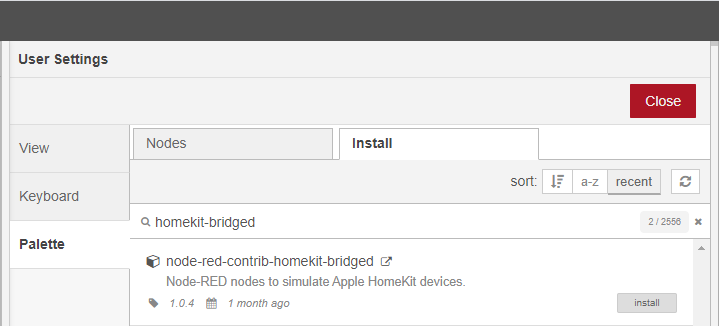 User Settings
Close
View
Keyboard
Palette
Nodes
Install
sort: a-z recent
homekit-bridged 2 / 2556
node-red-contrib-homekit-bridged
Node-RED nodes to simulate Apple HomeKit devices.
1.0.4 1 month ago install